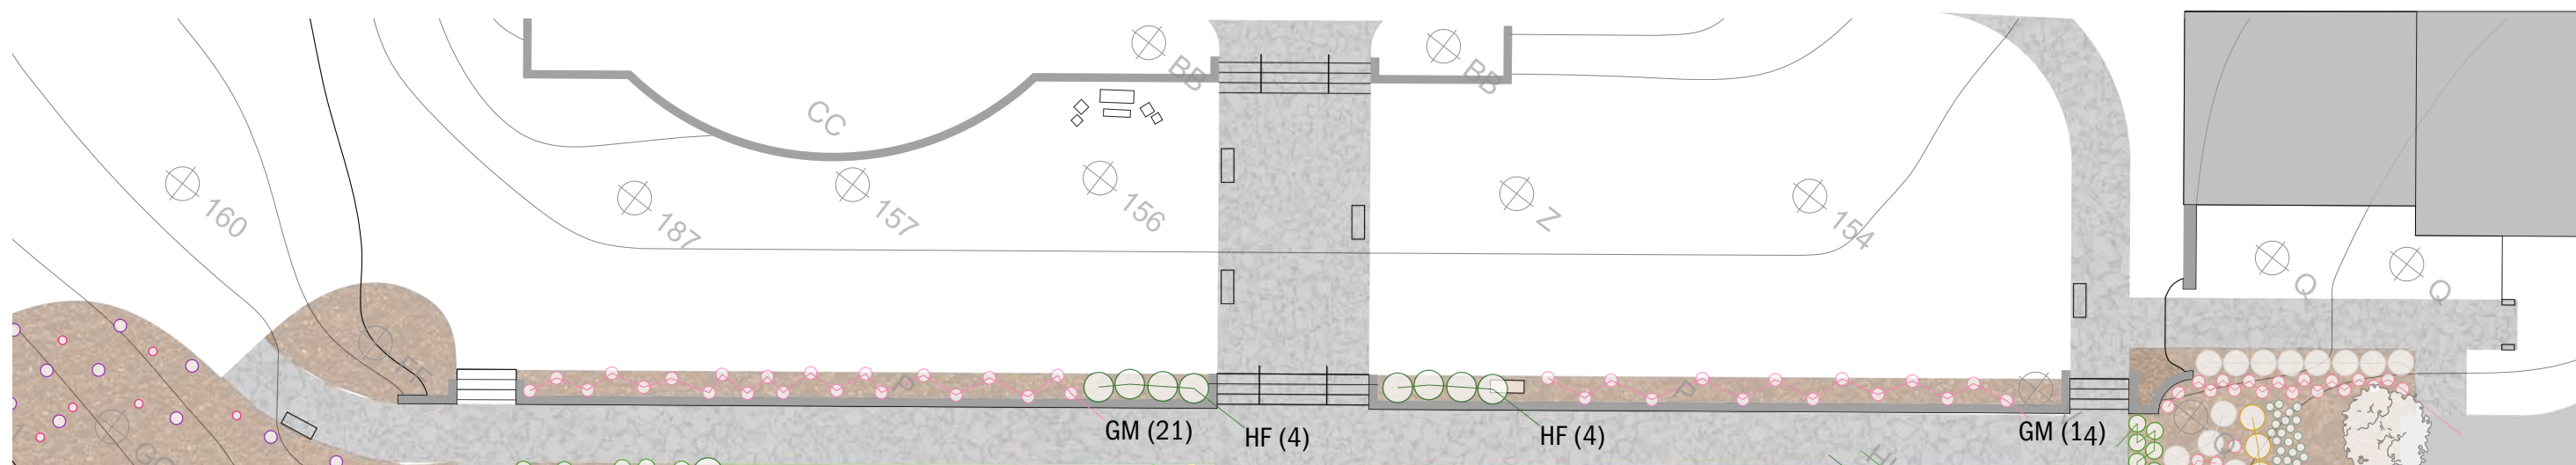 BB
BB
CC
160
187
157
156
Z
154
Q
Q
P
P
GM (21)
HF (4)
HF (4)
GM (14)